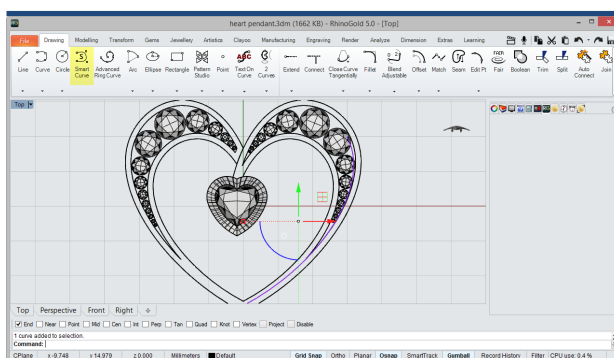 heart pendant.3dm (1662 KB) - RhinoGold 5.0 - [Top]
File Drawing Modelling Transform Gems Jewellery Artistics Clayoo Manufacturing Engraving Render Analyze Dimension Extras Learning
Line Curve Circle Smart Curve Advanced Ring Curve Arc Ellipse Rectangle Pattern Studio Point Text On Curve 2 Curves Extend Connect Close Curve Tangentially Fillet Blend Adjustable Offset Match Seam Edit Pt Fair Boolean Trim Split Auto Connect Join
Top
Top Perspective Front Right
End Near Point Mid Cen Int Perp Tan Quad Knot Vertex Project Disable
1 curve added to selection.
Command:
CPlane x -9.748 y 14.979 z 0.000 Millimeters Default Grid Snap Ortho Planar Osnap SmartTrack Gumball Record History Filter CPU use: 0.4 %